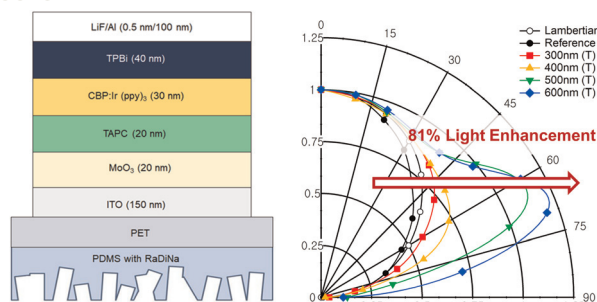 LiF/Al (0.5 nm/100 nm)
TPBi (40 nm)
CBP:Ir (ppy)₃ (30 nm)
TAPC (20 nm)
MoO₃ (20 nm)
ITO (150 nm)
PET
PDMS with RaDiNa
0
15
30
45
60
75
90
1.25
1
0.75
0.5
0.25
0
Lambertian
Reference
300nm (T)
400nm (T)
500nm (T)
600nm (T)
81% Light Enhancement